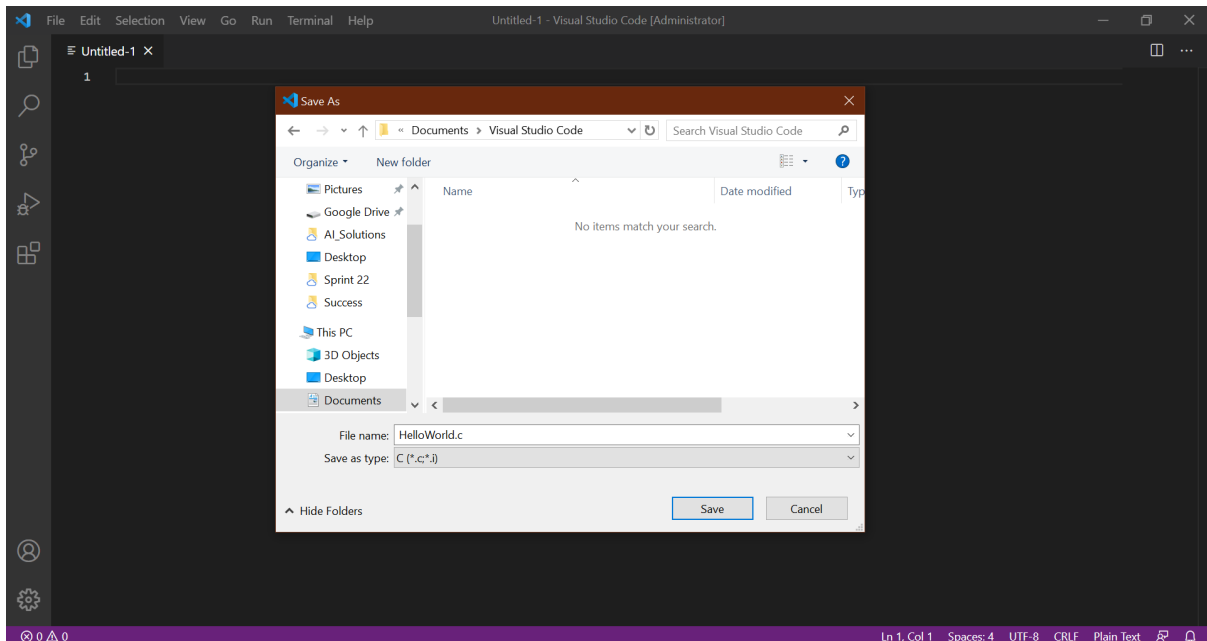 File Edit Selection View Go Run Terminal Help Untitled-1 - Visual Studio Code [Administrator]
Untitled-1
1
Save As
« Documents > Visual Studio Code Search Visual Studio Code
Organize New folder
Pictures
Google Drive
AI_Solutions
Desktop
Sprint 22
Success
This PC
3D Objects
Desktop
Documents
Name Date modified Typ
No items match your search.
File name: HelloWorld.c
Save as type: C (*.c;*.i)
Hide Folders Save Cancel
0 0 Ln 1, Col 1 Spaces: 4 UTF-8 CRLF Plain Text